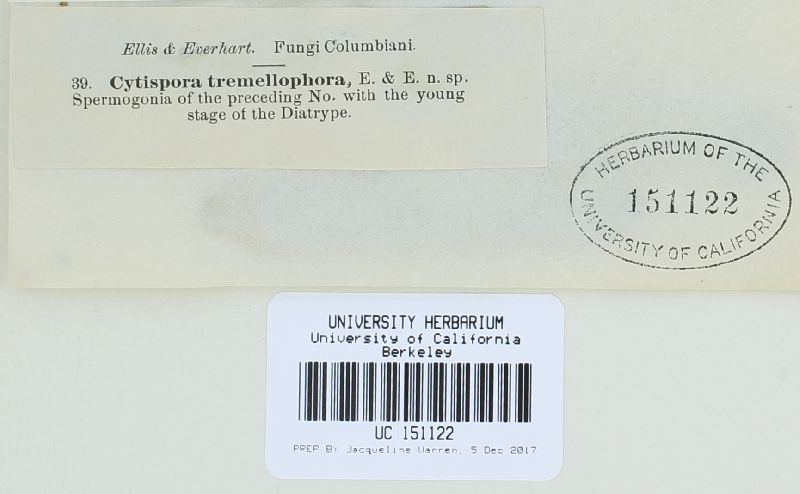 Ellis & Everhart. Fungi Columbiani.
39. Cytispora tremellophora, E. & E. n. sp.
Spermogonia of the preceding No. with the young
stage of the Diatrype.
HERBARIUM OF THE
151122
UNIVERSITY OF CALIFORNIA
UNIVERSITY HERBARIUM
University of California
Berkeley
UC 151122
PREP BY Jacqueline Warren, 5 Dec 2017